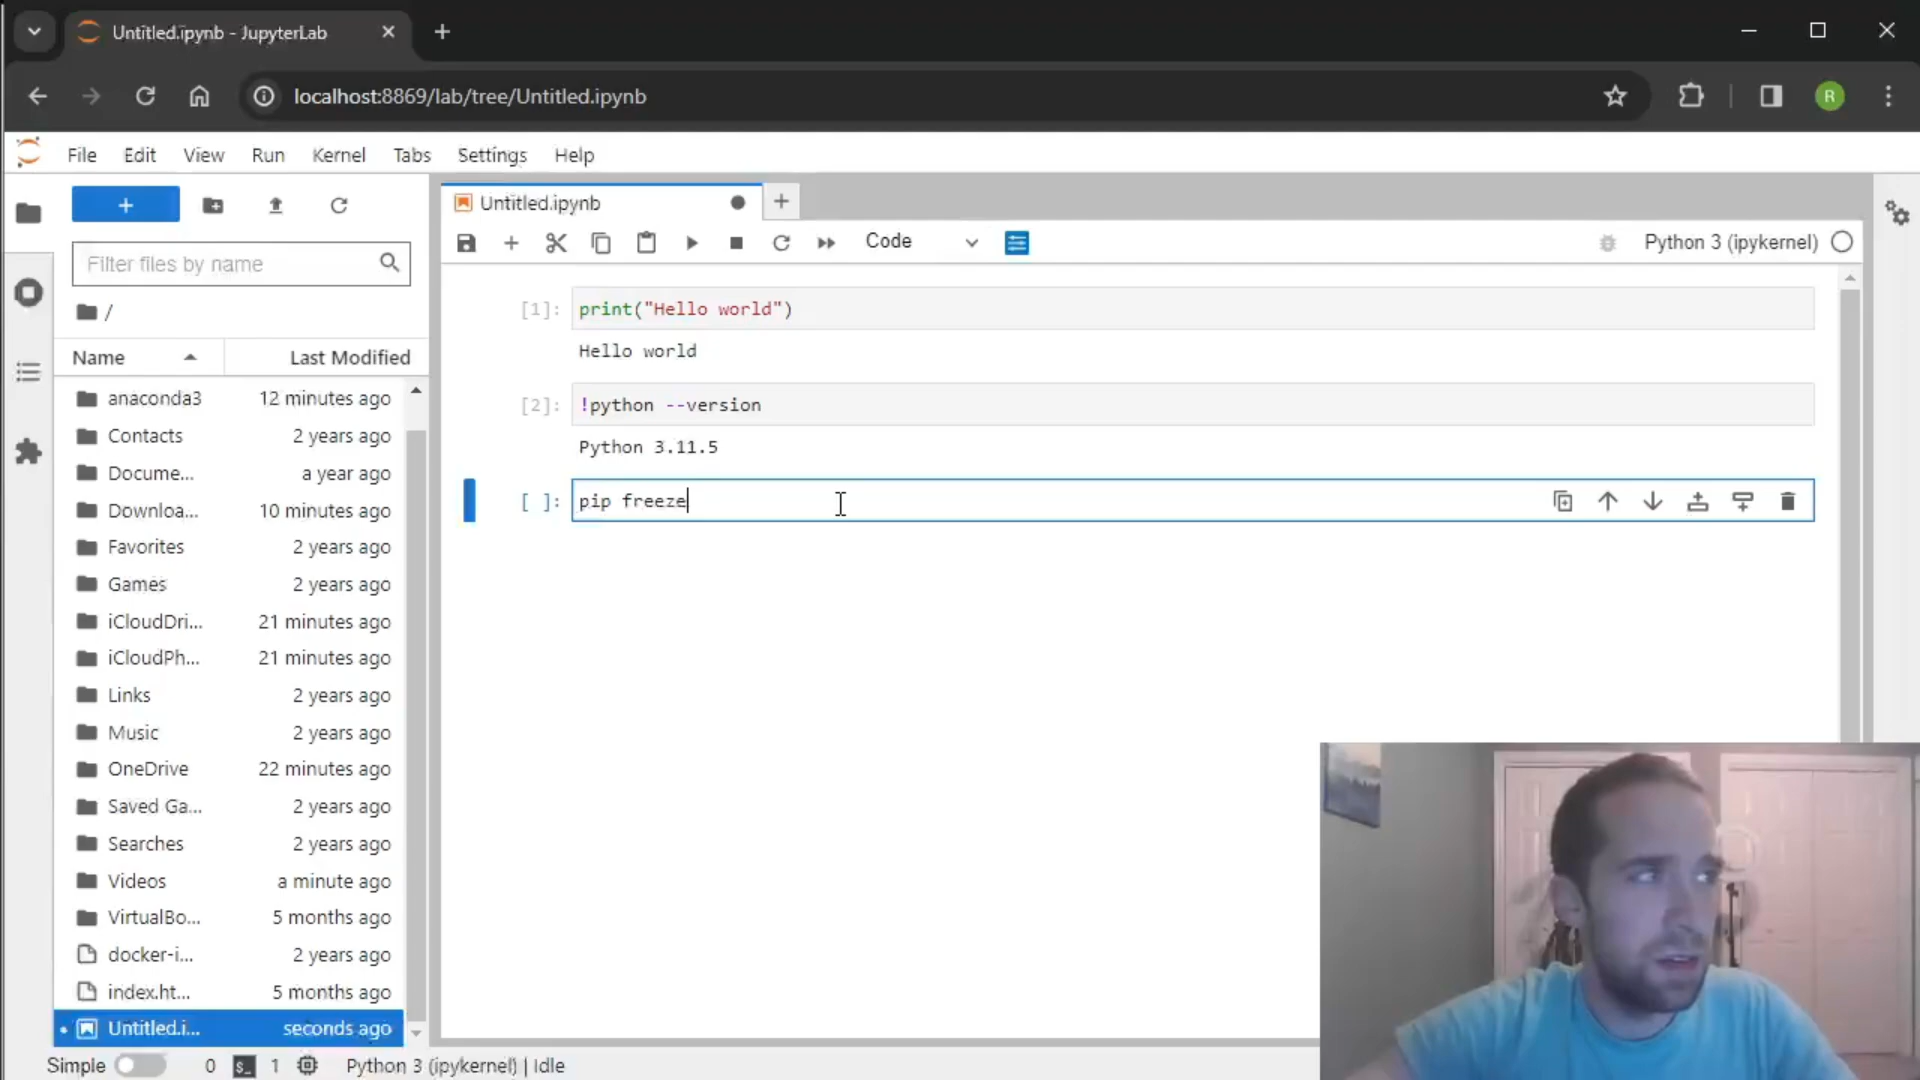 Untitled.ipynb - JupyterLab
localhost:8869/lab/tree/Untitled.ipynb
R
File Edit View Run Kernel Tabs Settings Help
+
Filter files by name
/
Name Last Modified
anaconda3 12 minutes ago
Contacts 2 years ago
Docume... a year ago
Downloa... 10 minutes ago
Favorites 2 years ago
Games 2 years ago
iCloudDri... 21 minutes ago
iCloudPh... 21 minutes ago
Links 2 years ago
Music 2 years ago
OneDrive 22 minutes ago
Saved Ga... 2 years ago
Searches 2 years ago
Videos a minute ago
VirtualBo... 5 months ago
docker-i... 2 years ago
index.ht... 5 months ago
Untitled.i... seconds ago
Untitled.ipynb
Code Python 3 (ipykernel)
[1]: print("Hello world")
Hello world
[2]: !python --version
Python 3.11.5
[ ]: pip freeze
Simple 0 $_ 1 Python 3 (ipykernel) | Idle